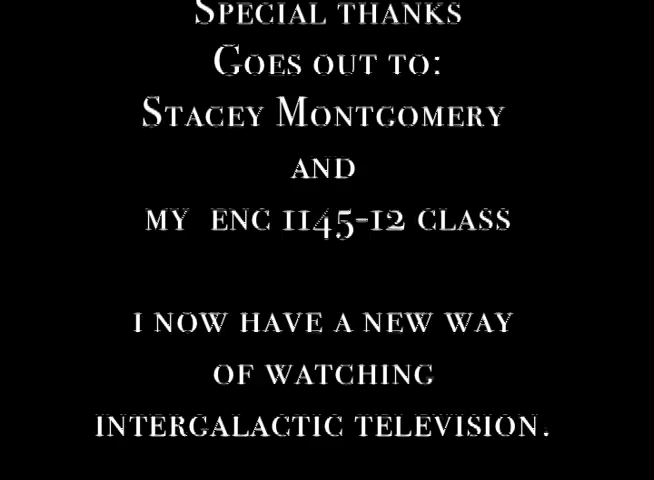 Special thanks
Goes out to:
Stacey Montgomery
and
my enc 1145-12 class
i now have a new way
of watching
intergalactic television.